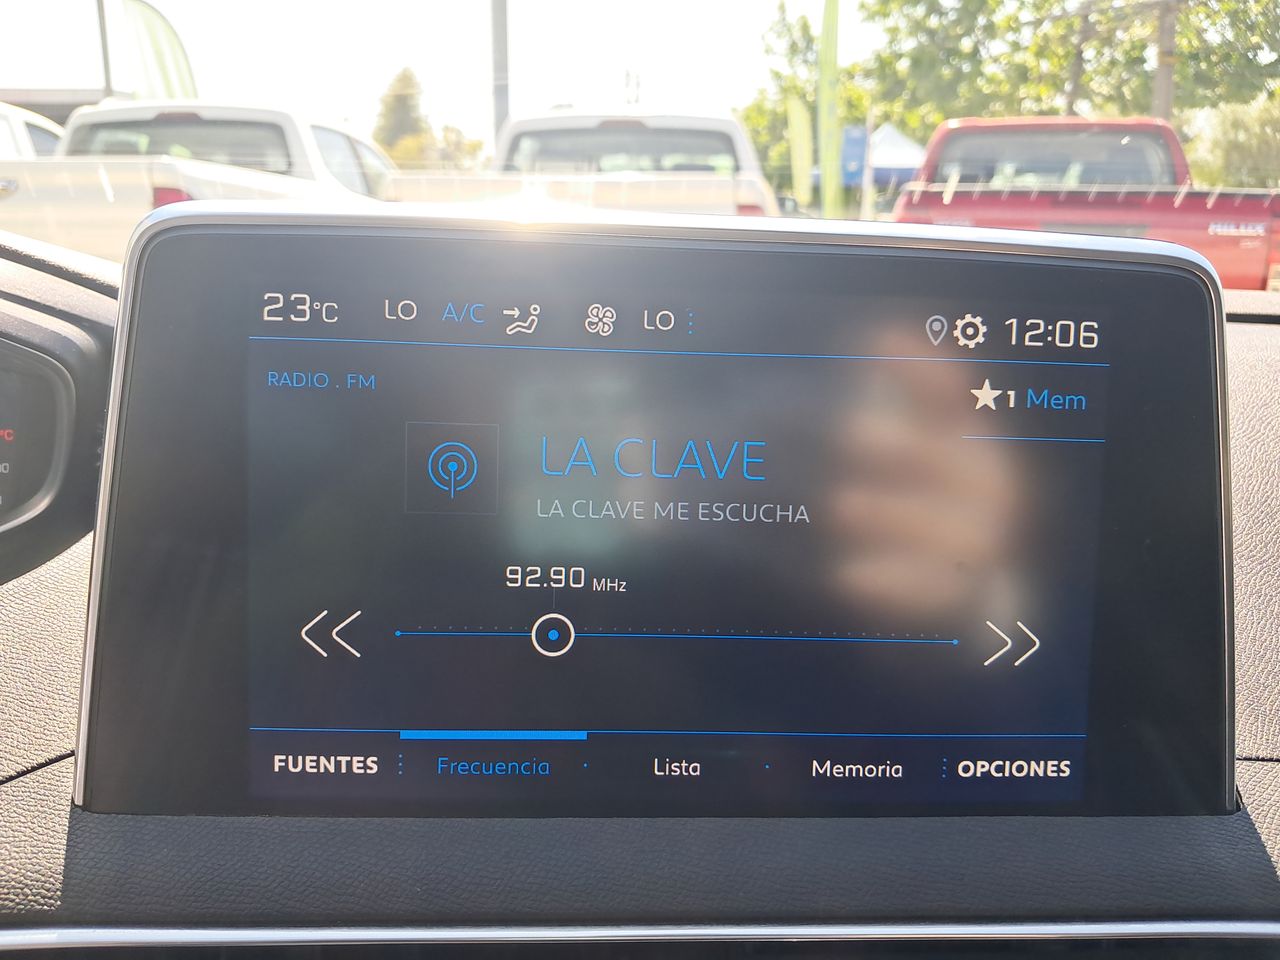 23°C LO A/C LO 12:06
RADIO . FM
1 Mem
LA CLAVE
LA CLAVE ME ESCUCHA
92.90 MHz
FUENTES Frecuencia Lista Memoria OPCIONES
HILUX
°C